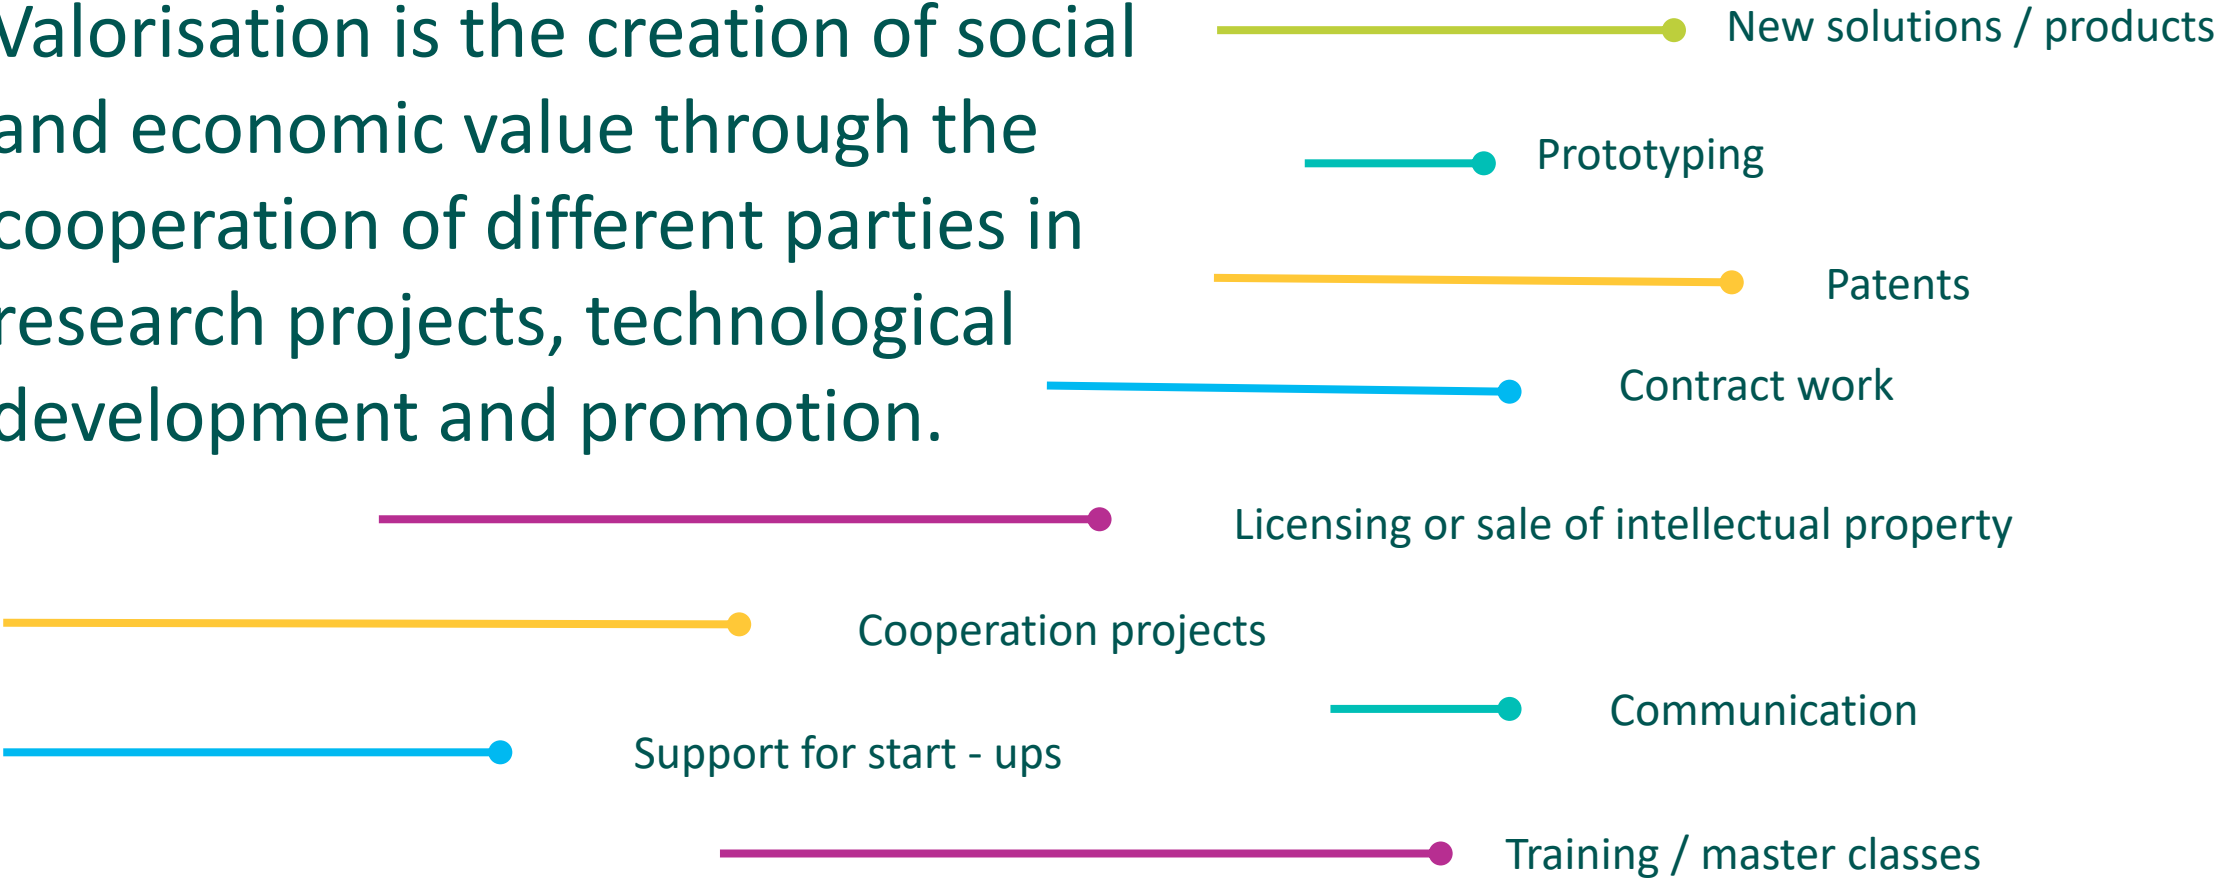 Valorisation is the creation of social
and economic value through the
cooperation of different parties in
research projects, technological
development and promotion.
New solutions / products
Prototyping
Patents
Contract work
Licensing or sale of intellectual property
Cooperation projects
Communication
Support for start - ups
Training / master classes